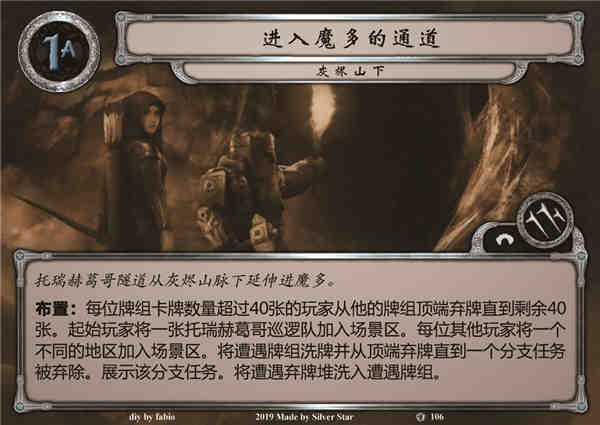 1A
进入魔多的通道
灰烬山下
托瑞赫葛哥隧道从灰烬山脉下延伸进魔多。
布置：每位牌组卡牌数量超过40张的玩家从他的牌组顶端弃牌直到剩余40
张。起始玩家将一张托瑞赫葛哥巡逻队加入场景区。每位其他玩家将一个
不同的地区加入场景区。将遭遇牌组洗牌并从顶端弃牌直到一个分支任务
被弃除。展示该分支任务。将遭遇弃牌堆洗入遭遇牌组。
diy by fabio 2019 Made by Silver Star 106